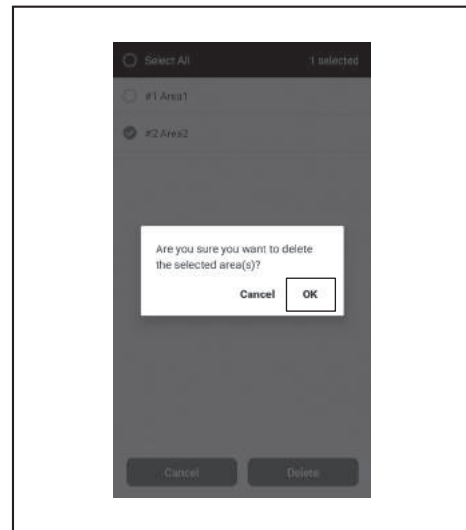 Select All 1 selected
#1 Area1
#2 Area2
Are you sure you want to delete
the selected area(s)?
Cancel OK
Cancel Delete